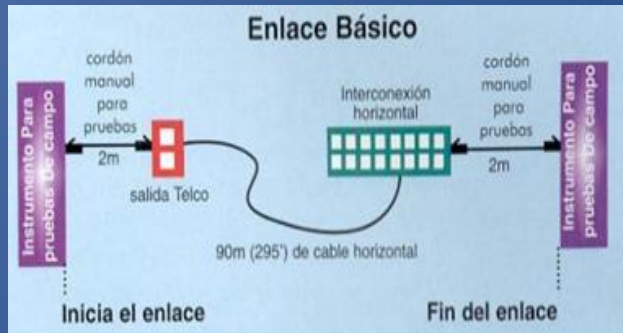 Enlace Básico
Instrumento Para
pruebas De campo
cordón
manual
para
pruebas
2m
salida Telco
Interconexión
horizontal
cordón
manual
para
pruebas
2m
Instrumento Para
pruebas De campo
90m (295') de cable horizontal
Inicia el enlace
Fin del enlace